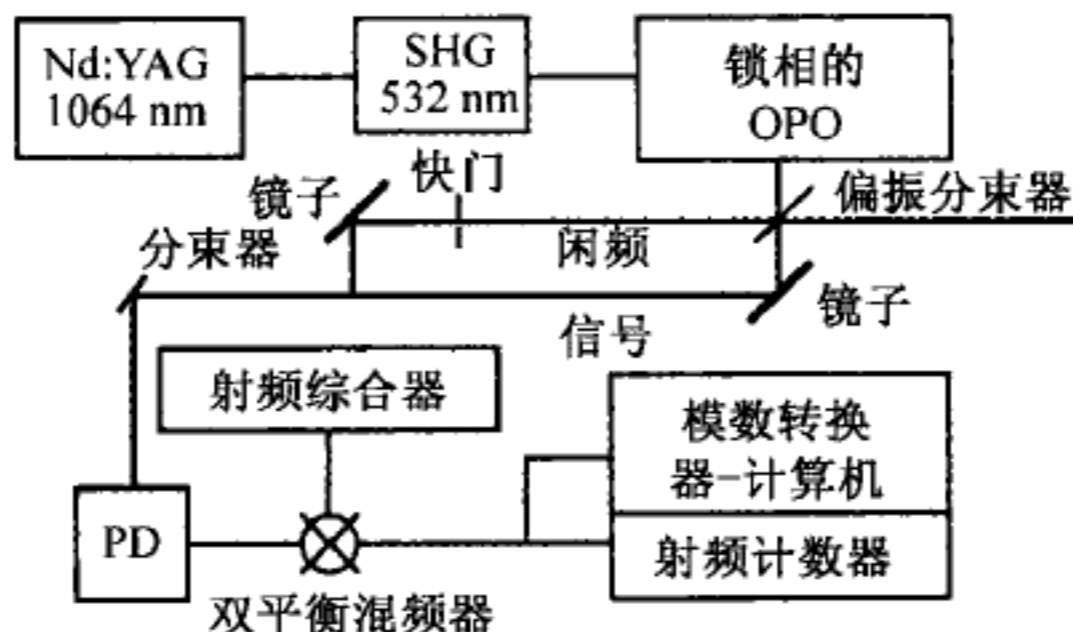 Nd:YAG
1064 nm
SHG
532 nm
锁相的
OPO
快门
镜子
偏振分束器
分束器
闲频
镜子
信号
射频综合器
模数转换
器-计算机
PD
射频计数器
双平衡混频器